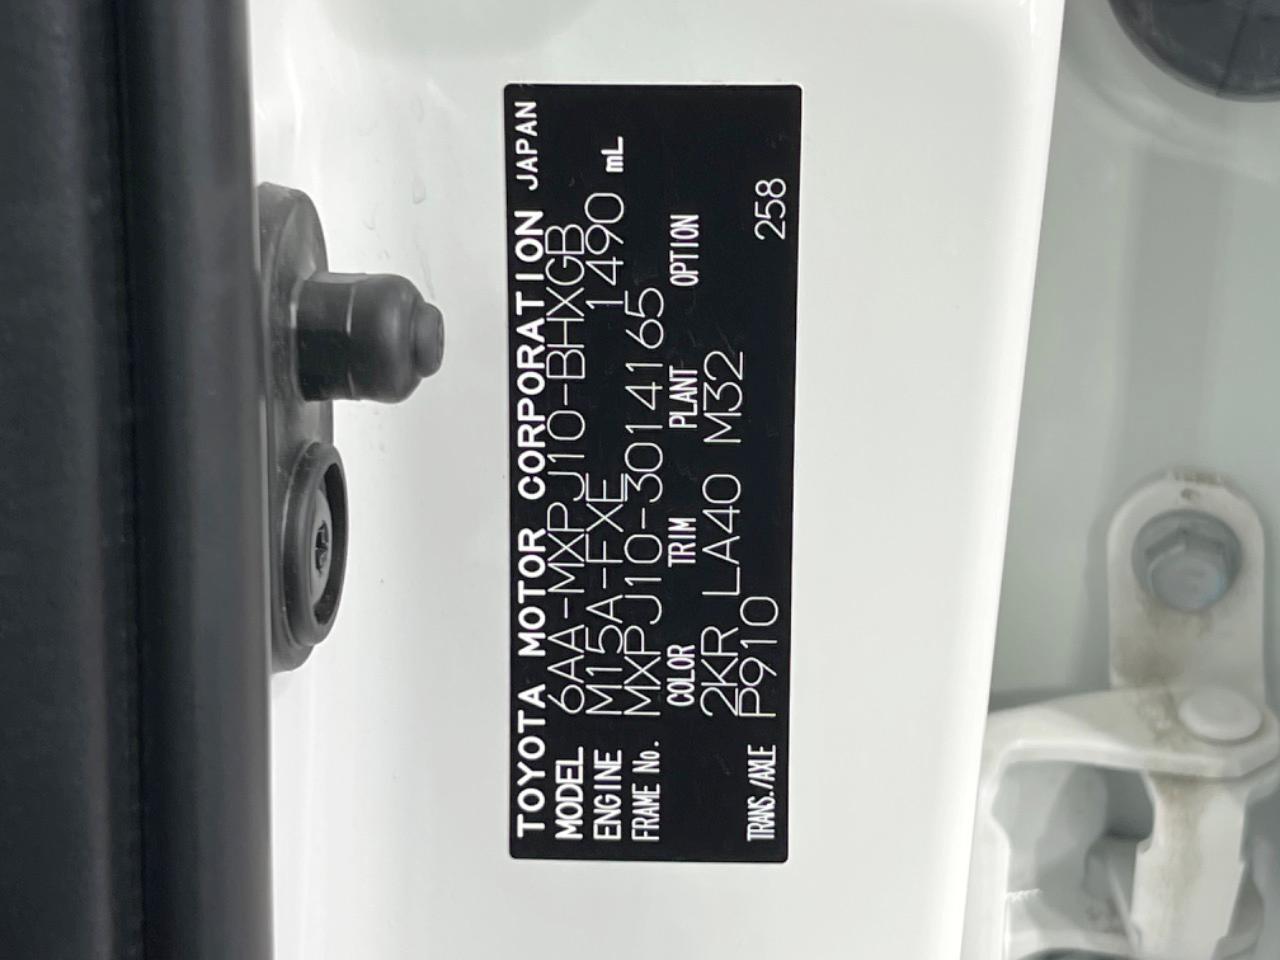 TOYOTA MOTOR CORPORATION JAPAN
MODEL 6AA-MXPJ10-BHXGB
ENGINE M15A-FXE 1490 mL
FRAME No. MXPJ10-3014165
COLOR TRIM PLANT OPTION
2KR LA40 M32
TRANS./AXLE P910 258